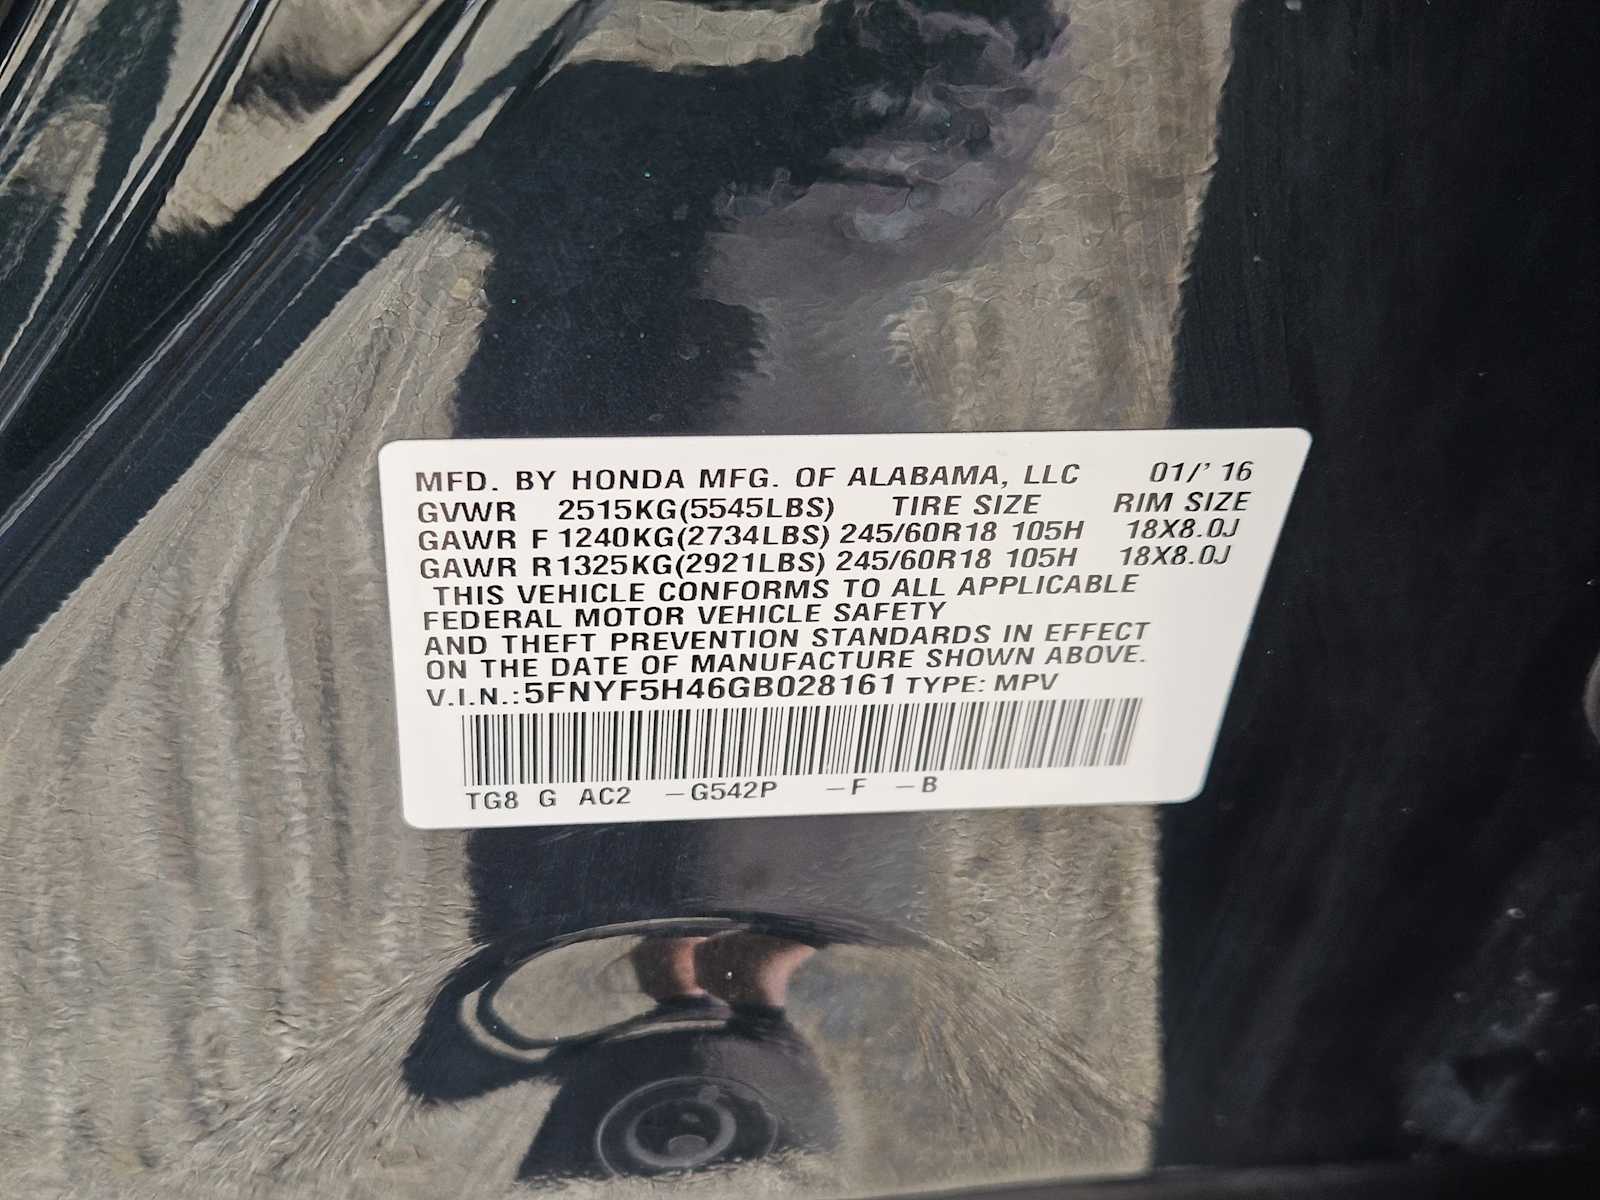 MFD. BY HONDA MFG. OF ALABAMA, LLC 01/' 16
GVWR 2515KG(5545LBS) TIRE SIZE RIM SIZE
GAWR F 1240KG(2734LBS) 245/60R18 105H 18X8.0J
GAWR R 1325KG(2921LBS) 245/60R18 105H 18X8.0J
THIS VEHICLE CONFORMS TO ALL APPLICABLE
FEDERAL MOTOR VEHICLE SAFETY
AND THEFT PREVENTION STANDARDS IN EFFECT
ON THE DATE OF MANUFACTURE SHOWN ABOVE.
V.I.N.: 5FNYF5H46GB028161 TYPE: MPV
TG8 G AC2 -G542P -F -B